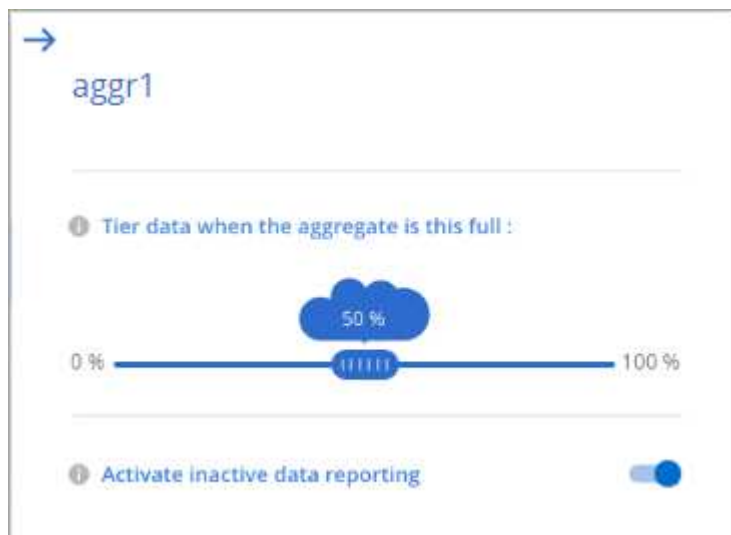 aggr1
Tier data when the aggregate is this full :
50 %
0 % 100 %
Activate inactive data reporting